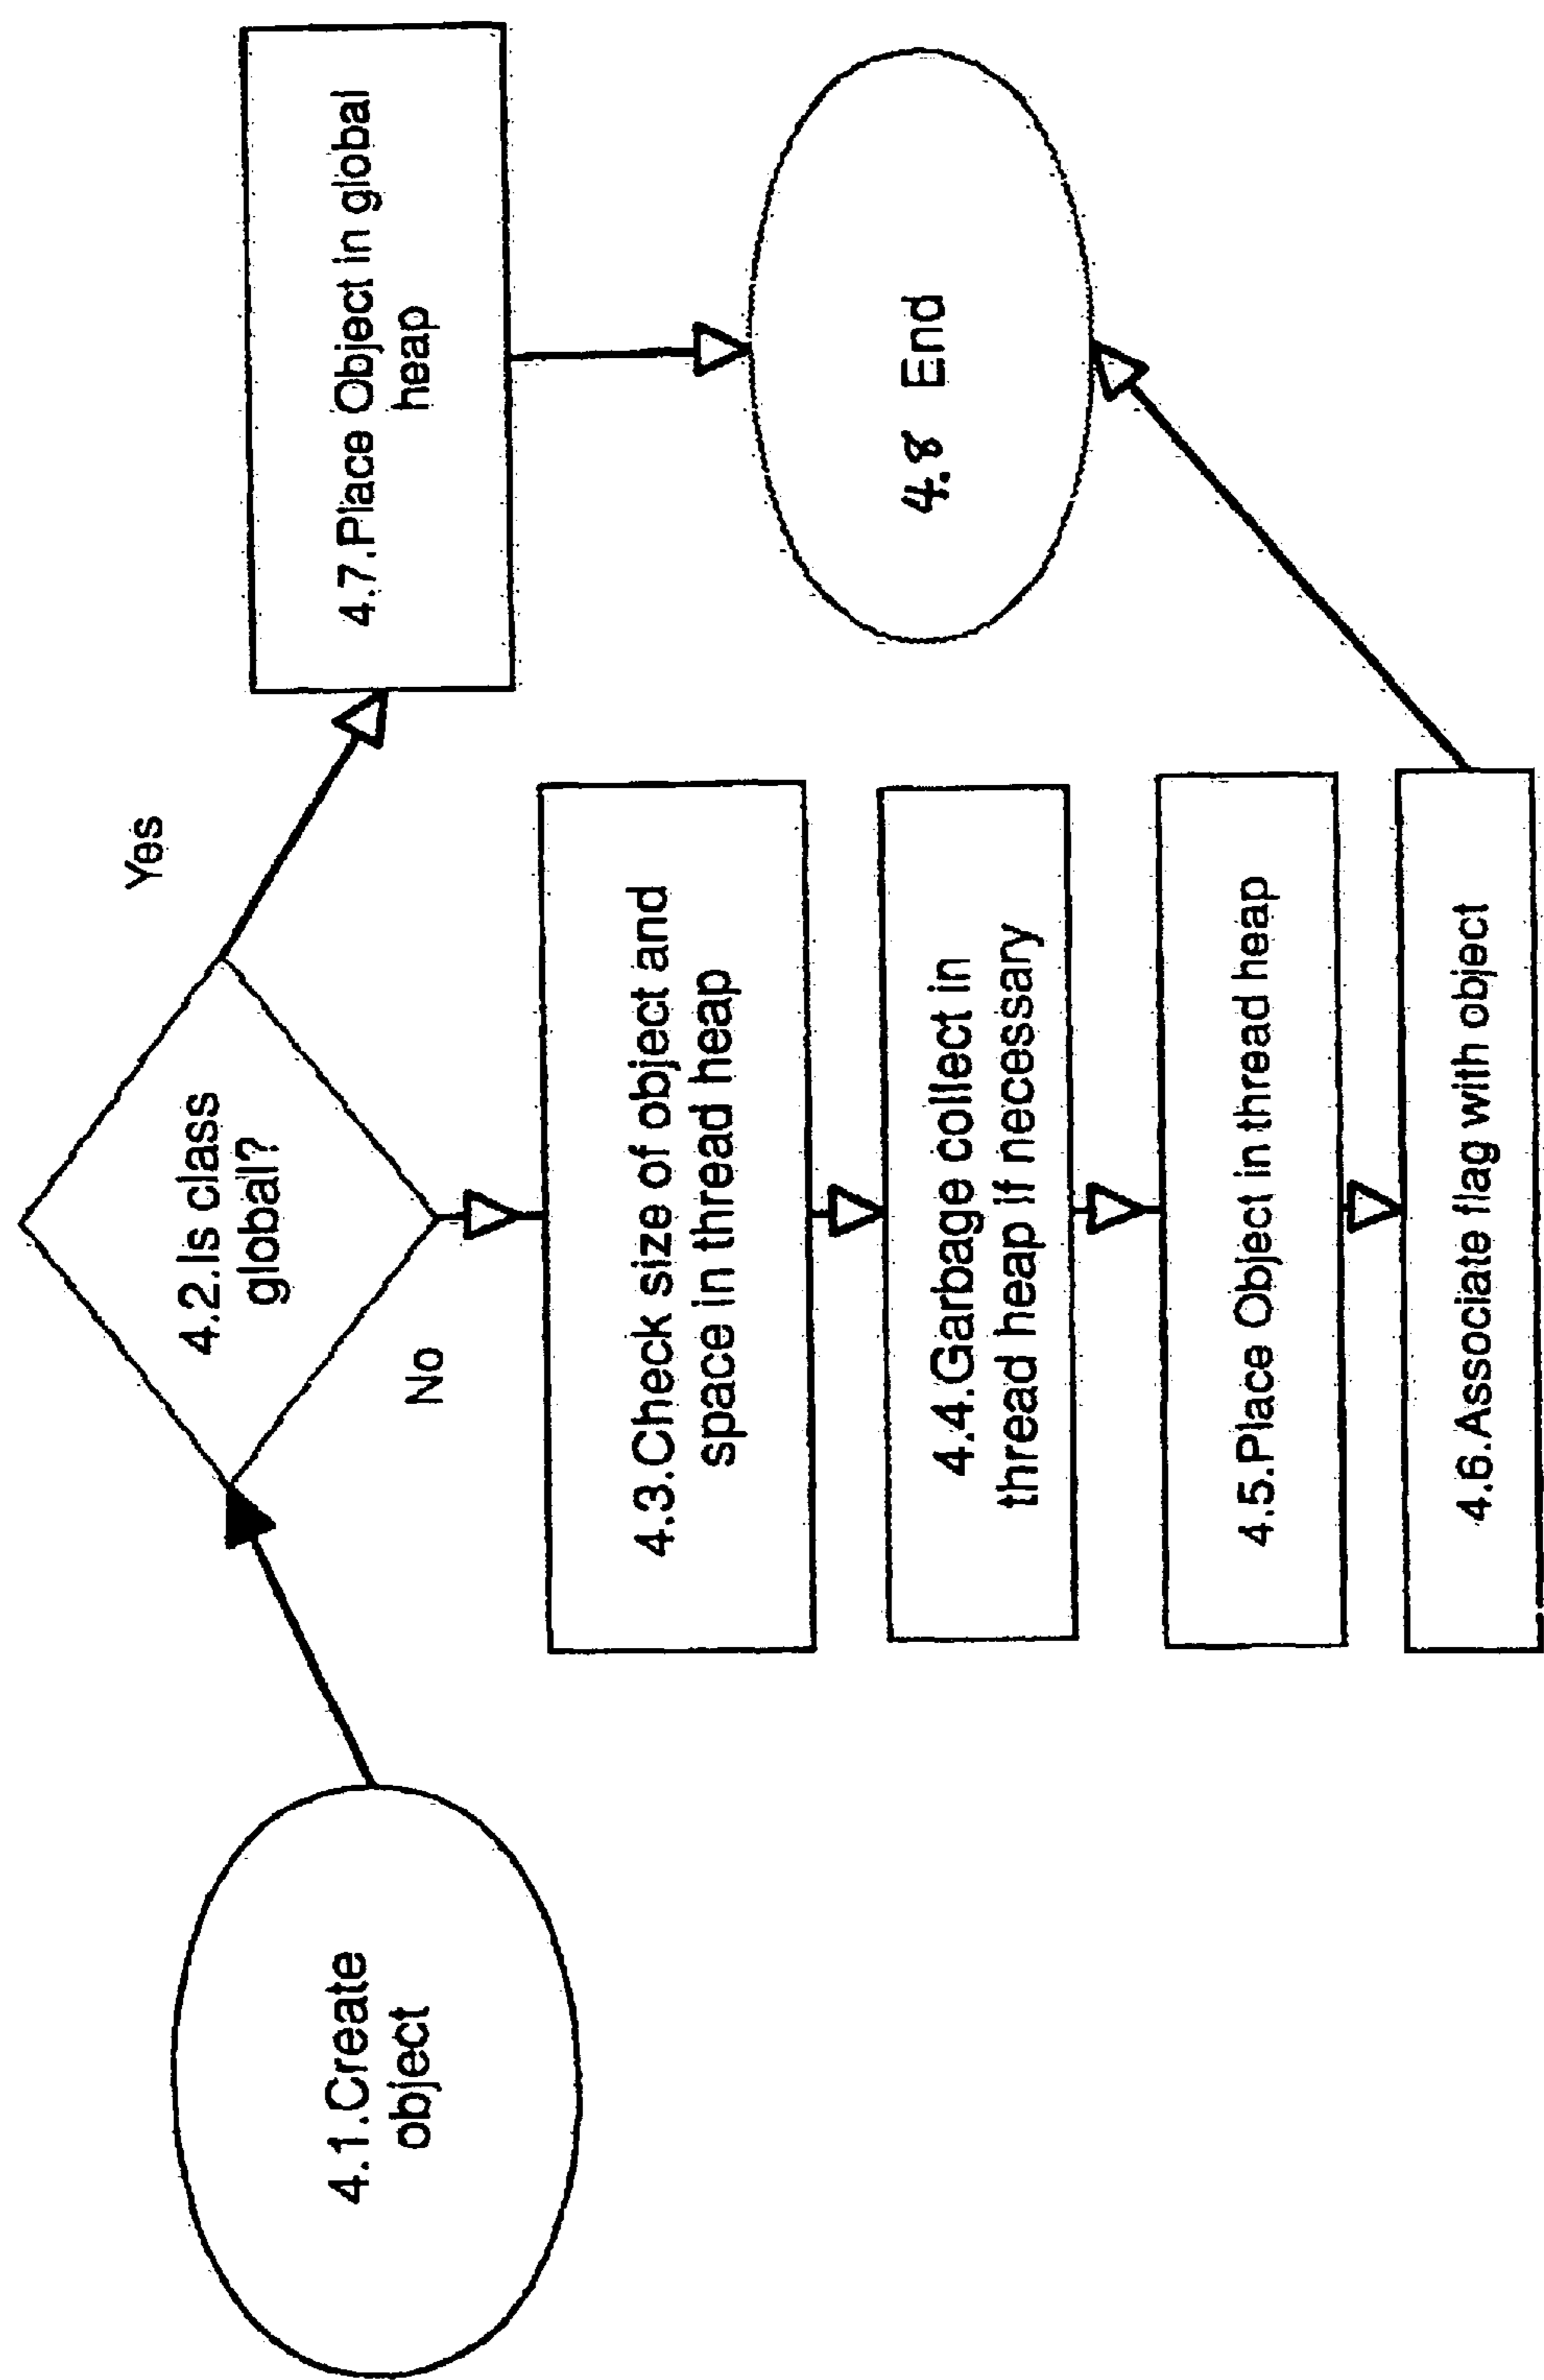 4.1.Create
object
4.2.Is class
global?
Yes
No
4.7.Place Object in global
heap
4.3.Check size of object and
space in thread heap
4.4.Garbage collect in
thread heap if necessary
4.5.Place Object in thread heap
4.6.Associate flag with object
4.8 End